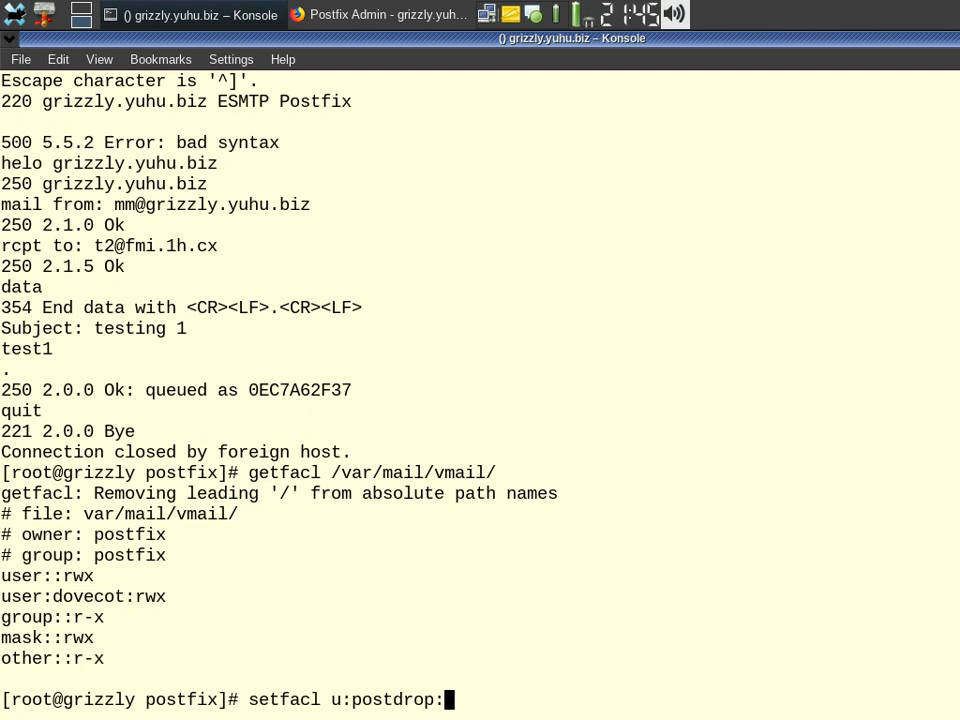 () grizzly.yuhu.biz – Konsole
Postfix Admin - grizzly.yuh...
21:45
() grizzly.yuhu.biz – Konsole
File Edit View Bookmarks Settings Help
Escape character is '^]'.
220 grizzly.yuhu.biz ESMTP Postfix
500 5.5.2 Error: bad syntax
helo grizzly.yuhu.biz
250 grizzly.yuhu.biz
mail from: mm@grizzly.yuhu.biz
250 2.1.0 Ok
rcpt to: t2@fmi.1h.cx
250 2.1.5 Ok
data
354 End data with <CR><LF>.<CR><LF>
Subject: testing 1
test1
.
250 2.0.0 Ok: queued as 0EC7A62F37
quit
221 2.0.0 Bye
Connection closed by foreign host.
[root@grizzly postfix]# getfacl /var/mail/vmail/
getfacl: Removing leading '/' from absolute path names
# file: var/mail/vmail/
# owner: postfix
# group: postfix
user::rwx
user:dovecot:rwx
group::r-x
mask::rwx
other::r-x
[root@grizzly postfix]# setfacl u:postdrop: